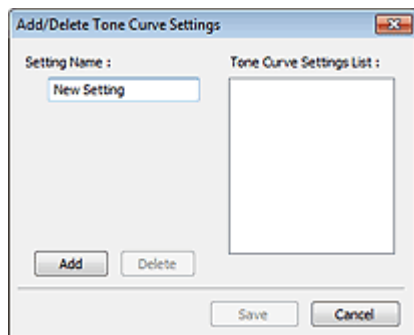 Add/Delete Tone Curve Settings
Setting Name :
New Setting
Tone Curve Settings List :
Add
Delete
Save
Cancel